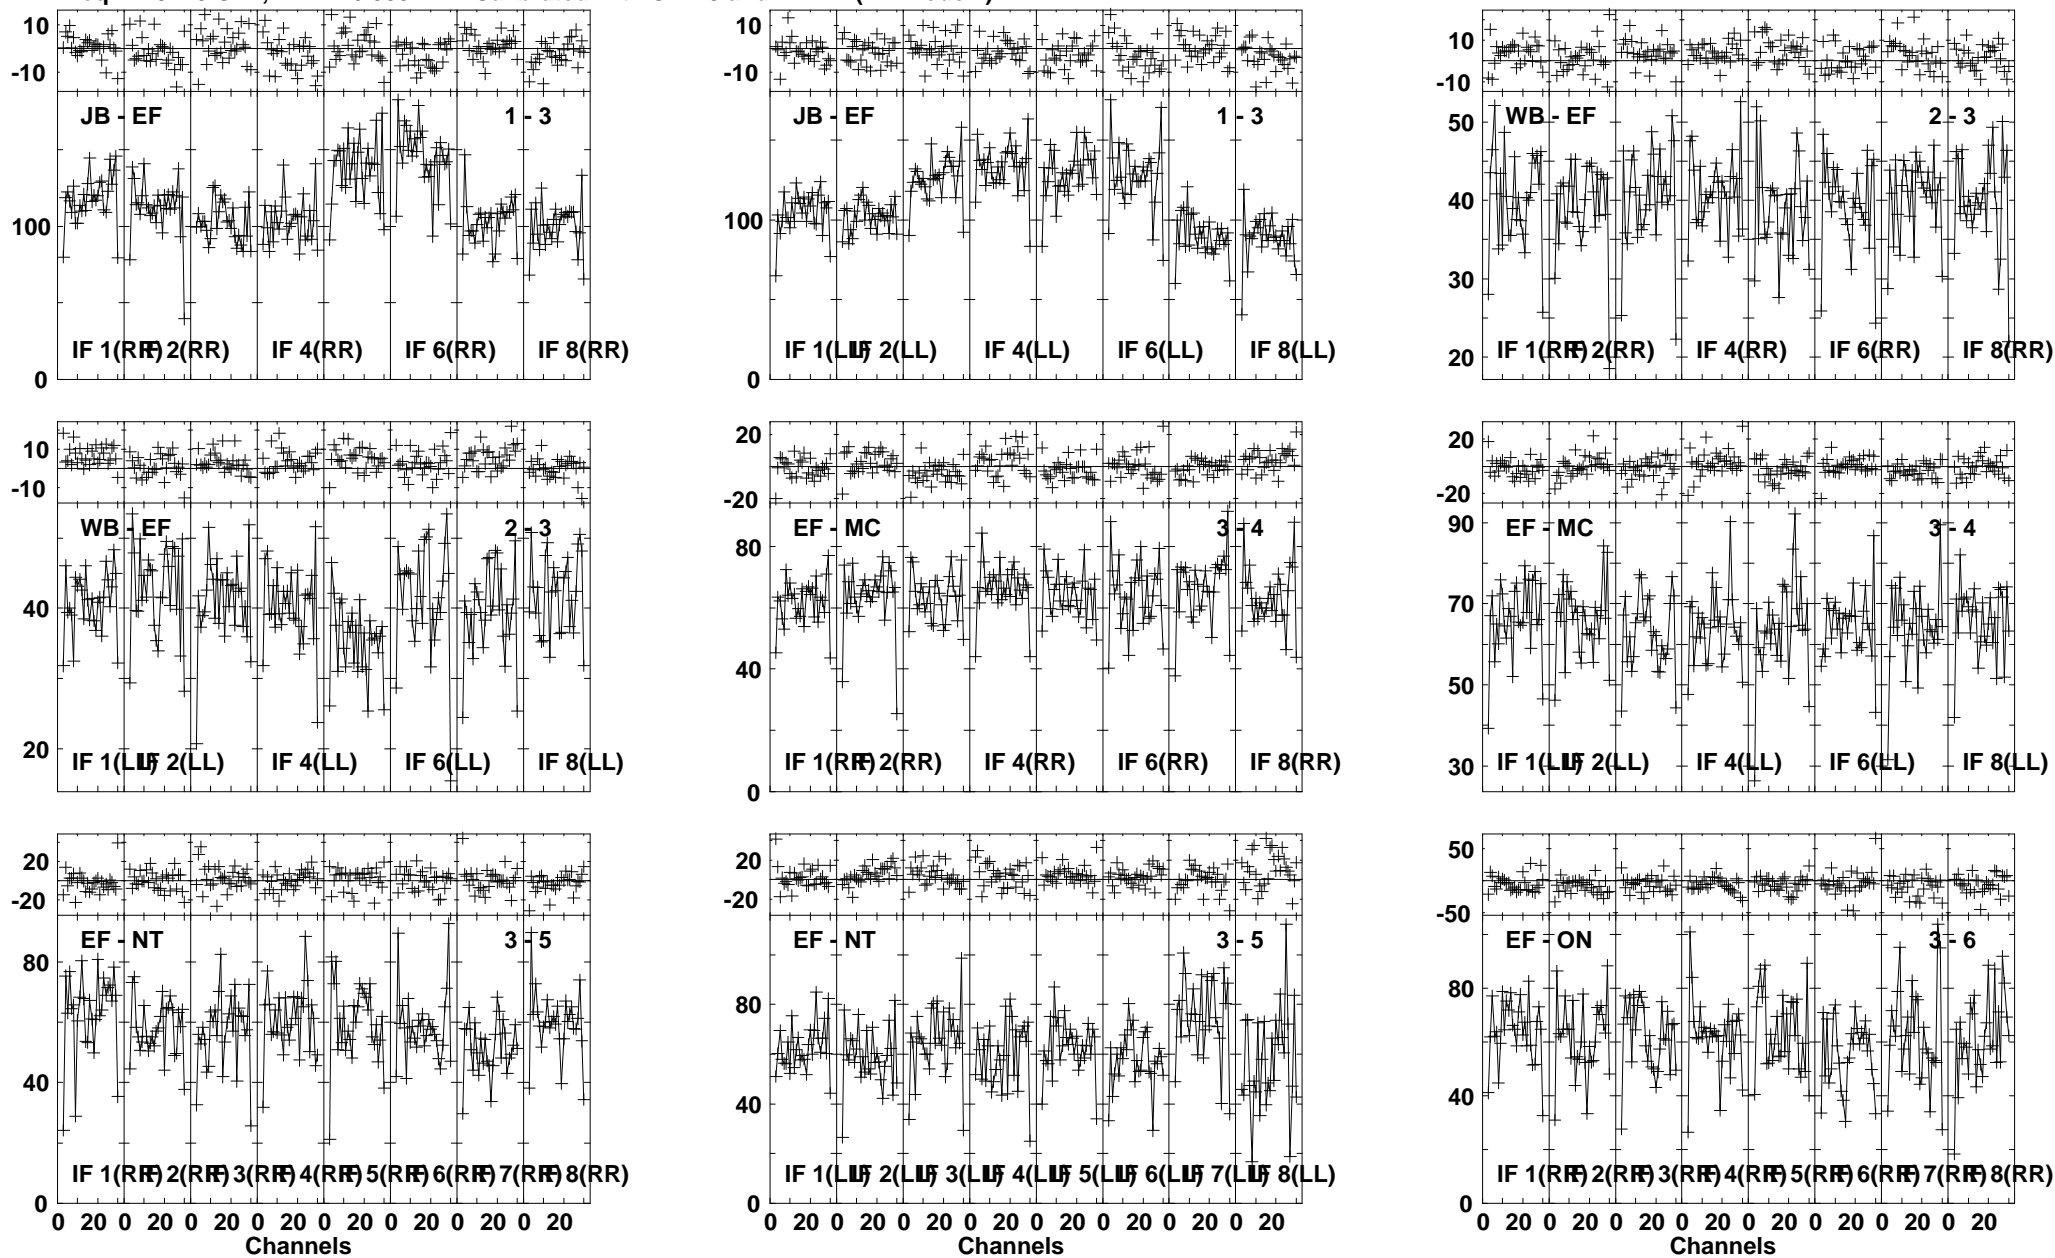 10
-10
JB - EF 1 - 3
100
IF 1(RR) IF 2(RR) IF 4(RR) IF 6(RR) IF 8(RR)
0
10
-10
JB - EF 1 - 3
100
IF 1(LL) IF 2(LL) IF 4(LL) IF 6(LL) IF 8(LL)
0
10
-10
WB - EF 2 - 3
50
40
30
IF 1(RR) IF 2(RR) IF 4(RR) IF 6(RR) IF 8(RR)
20
10
-10
WB - EF 2 - 3
40
20
IF 1(LL) IF 2(LL) IF 4(LL) IF 6(LL) IF 8(LL)
20
-20
EF - MC 3 - 4
80
40
IF 1(RR) IF 2(RR) IF 4(RR) IF 6(RR) IF 8(RR)
0
20
-20
EF - MC 3 - 4
90
70
50
30
IF 1(LL) IF 2(LL) IF 4(LL) IF 6(LL) IF 8(LL)
20
-20
EF - NT 3 - 5
80
40
IF 1(RR) IF 2(RR) IF 3(RR) IF 4(RR) IF 5(RR) IF 6(RR) IF 7(RR) IF 8(RR)
0
0 20 0 20 0 20 0 20 0 20 0 20 0 20 0 20
Channels
20
-20
EF - NT 3 - 5
80
40
IF 1(LL) IF 2(LL) IF 3(LL) IF 4(LL) IF 5(LL) IF 6(LL) IF 7(LL) IF 8(LL)
0
0 20 0 20 0 20 0 20 0 20 0 20 0 20 0 20
Channels
50
-50
EF - ON 3 - 6
80
40
IF 1(RR) IF 2(RR) IF 3(RR) IF 4(RR) IF 5(RR) IF 6(RR) IF 7(RR) IF 8(RR)
0
0 20 0 20 0 20 0 20 0 20 0 20 0 20 0 20
Channels